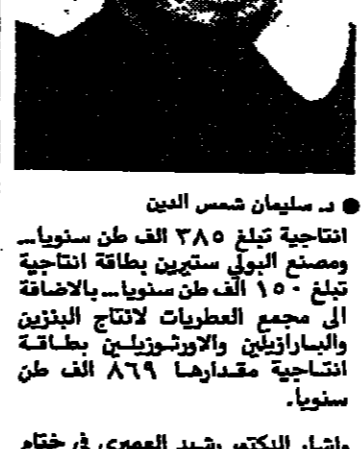 ● د. سليمان شمس الدين
انتاجية تبلغ ٣٨٥ الف طن سنويا...
ومصنع البولي ستيرين بطاقة انتاجية
تبلغ ١٥٠ الف طن سنويا... بالاضافة
الى مجمع العطريات لانتاج البنزين
والبارازيلين والاورثوزيلين بطاقة
انتاجية مقدارها ٨٦٩ الف طن
سنويا.
واشار الدكتور رشيد العميري في ختام